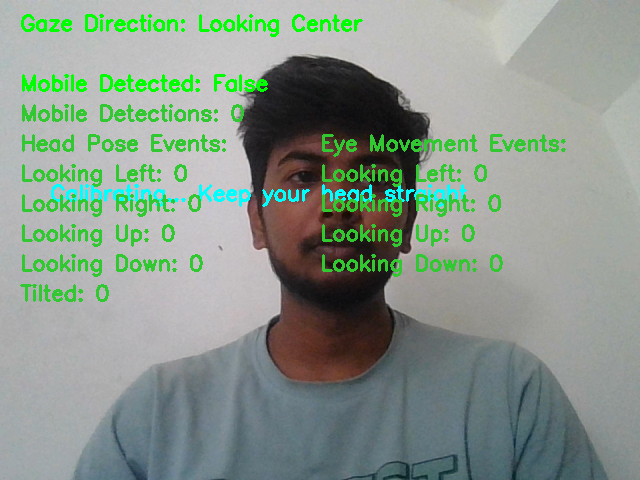 Gaze Direction: Looking Center
Mobile Detected: False
Mobile Detections: 0
Head Pose Events:
Looking Left: 0
Calibrating... Keep your head straight
Looking Right: 0
Looking Up: 0
Looking Down: 0
Tilted: 0
Eye Movement Events:
Looking Left: 0
Looking Right: 0
Looking Up: 0
Looking Down: 0